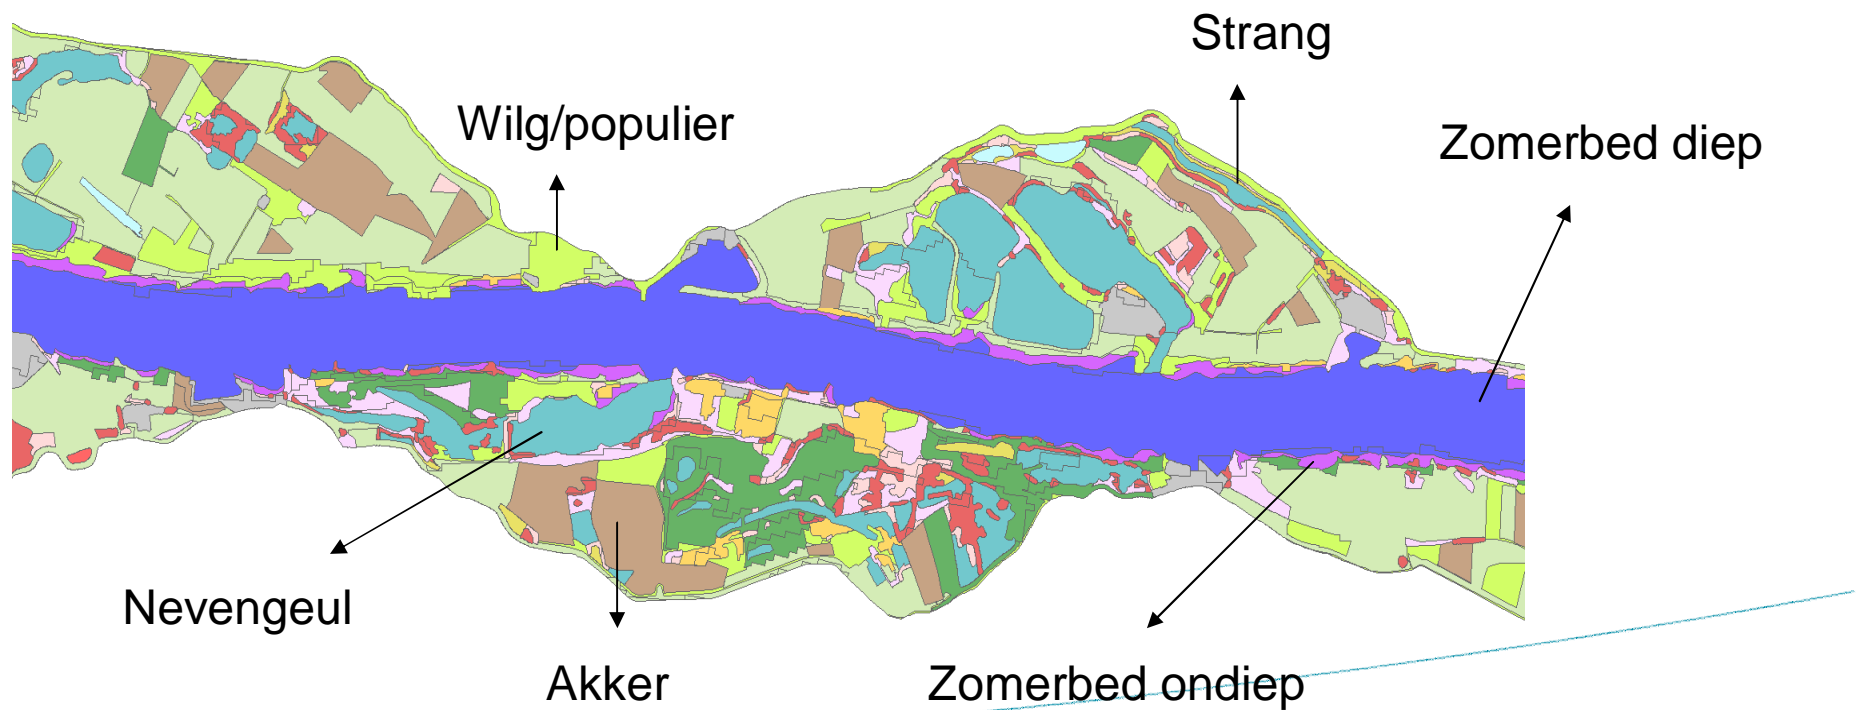 Strang
Wilg/populier
Zomerbed diep
Nevengeul
Akker
Zomerbed ondiep